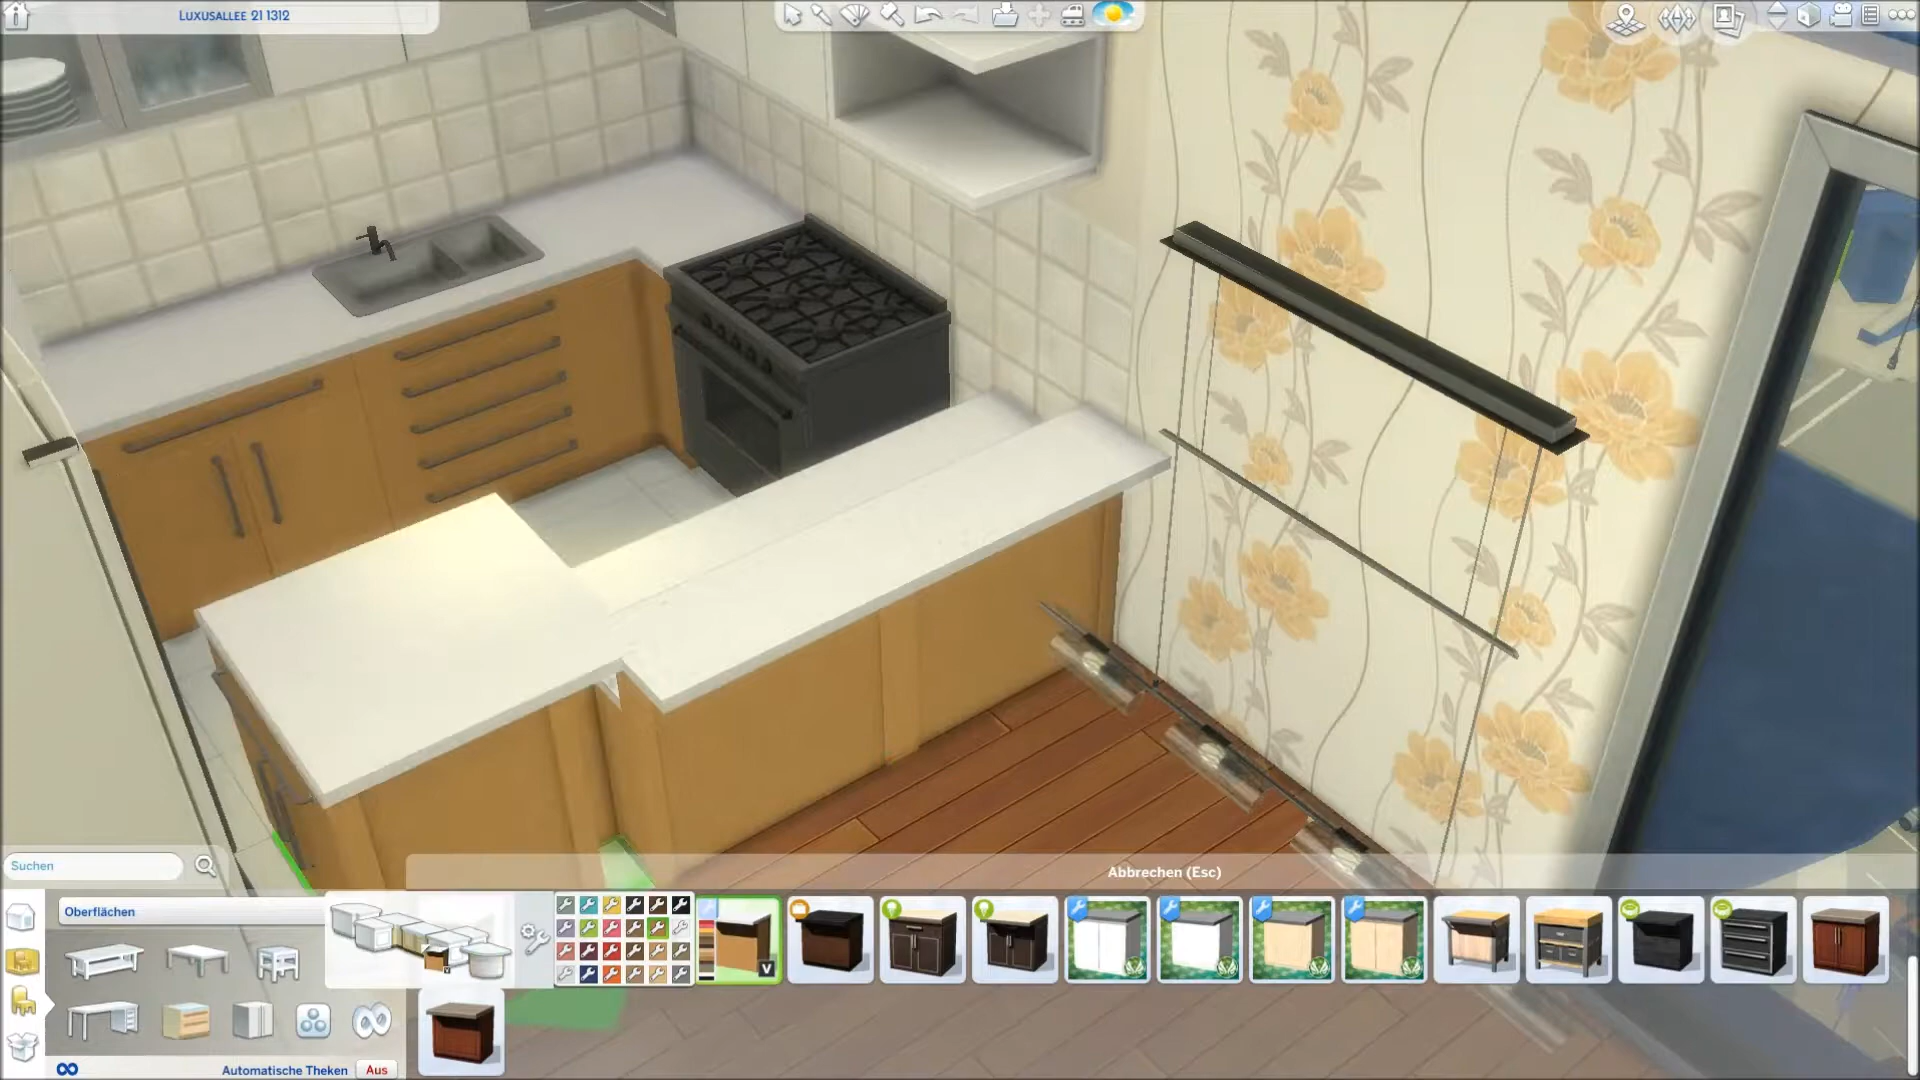 Luxusallee 21 1312
Abbrechen (Esc)
Suchen
Oberflächen
V
Automatische Theken Aus